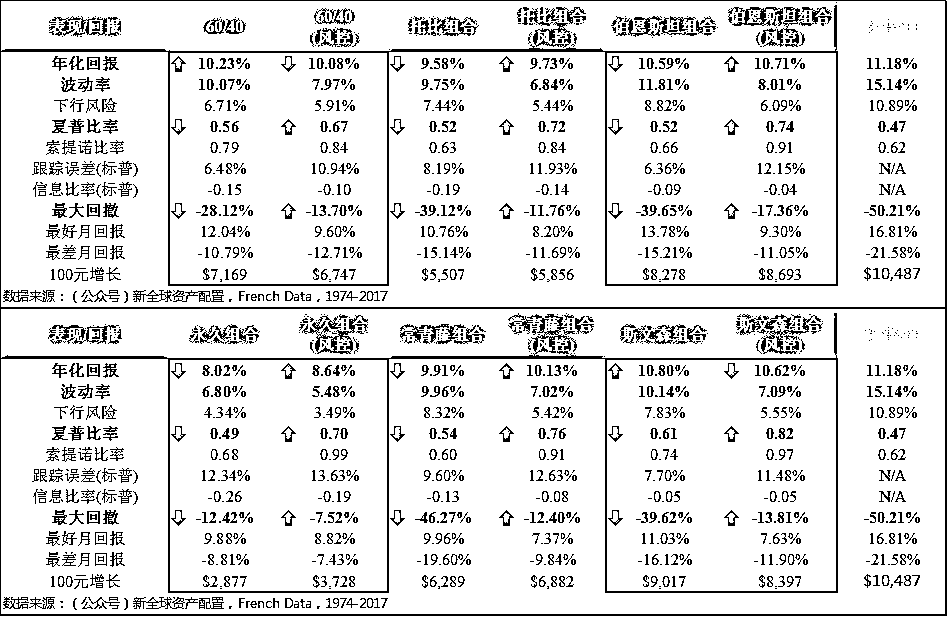 表现/回报 60/40 60/40 (风控) 托比组合 托比组合 (风控) 伯恩斯坦组合 伯恩斯坦组合 (风控)
年化回报 10.23% 10.08% 9.58% 9.73% 10.59% 10.71% 11.18%
波动率 10.07% 7.97% 9.75% 6.84% 11.81% 8.01% 15.14%
下行风险 6.71% 5.91% 7.44% 5.44% 8.82% 6.09% 10.89%
夏普比率 0.56 0.67 0.52 0.72 0.52 0.74 0.47
索提诺比率 0.79 0.84 0.63 0.84 0.66 0.91 0.62
跟踪误差(标普) 6.48% 10.94% 8.19% 11.93% 6.36% 12.15% N/A
信息比率(标普) -0.15 -0.10 -0.19 -0.14 -0.09 -0.04 N/A
最大回撤 -28.12% -13.70% -39.12% -11.76% -39.65% -17.36% -50.21%
最好月回报 12.04% 9.60% 10.76% 8.20% 13.78% 9.30% 16.81%
最差月回报 -10.79% -12.71% -15.14% -11.69% -15.21% -11.05% -21.58%
100元增长 $7,169 $6,747 $5,507 $5,856 $8,278 $8,693 $10,487
数据来源：（公众号）新全球资产配置，French Data，1974-2017
表现/回报 永久组合 永久组合 (风控) 常青藤组合 常青藤组合 (风控) 斯文森组合 斯文森组合 (风控)
年化回报 8.02% 8.64% 9.91% 10.13% 10.80% 10.62% 11.18%
波动率 6.80% 5.48% 9.96% 7.02% 10.14% 7.09% 15.14%
下行风险 4.34% 3.49% 8.32% 5.42% 7.83% 5.55% 10.89%
夏普比率 0.49 0.70 0.54 0.76 0.61 0.82 0.47
索提诺比率 0.68 0.99 0.60 0.91 0.74 0.97 0.62
跟踪误差(标普) 12.34% 13.63% 9.60% 12.63% 7.70% 11.48% N/A
信息比率(标普) -0.26 -0.19 -0.13 -0.08 -0.05 -0.05 N/A
最大回撤 -12.42% -7.52% -46.27% -12.40% -39.62% -13.81% -50.21%
最好月回报 9.88% 8.82% 9.96% 7.37% 11.03% 7.63% 16.81%
最差月回报 -8.81% -7.43% -19.60% -9.84% -16.12% -11.90% -21.58%
100元增长 $2,877 $3,728 $6,289 $6,882 $9,017 $8,397 $10,487
数据来源：（公众号）新全球资产配置，French Data，1974-2017